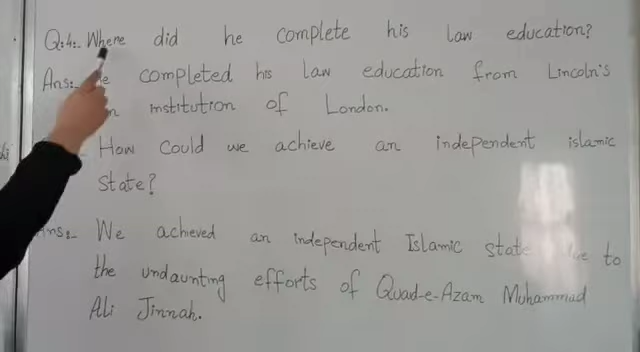 Q:4:- Where did he complete his law education?
Ans:- completed his law education from Lincoln's
institution of London.
How could we achieve an independent islamic
State?
Ans:- We acheved an independent Islamic state to
the undaunting efforts of Quad-e-Azam Muhammad
Ali Jinnah.